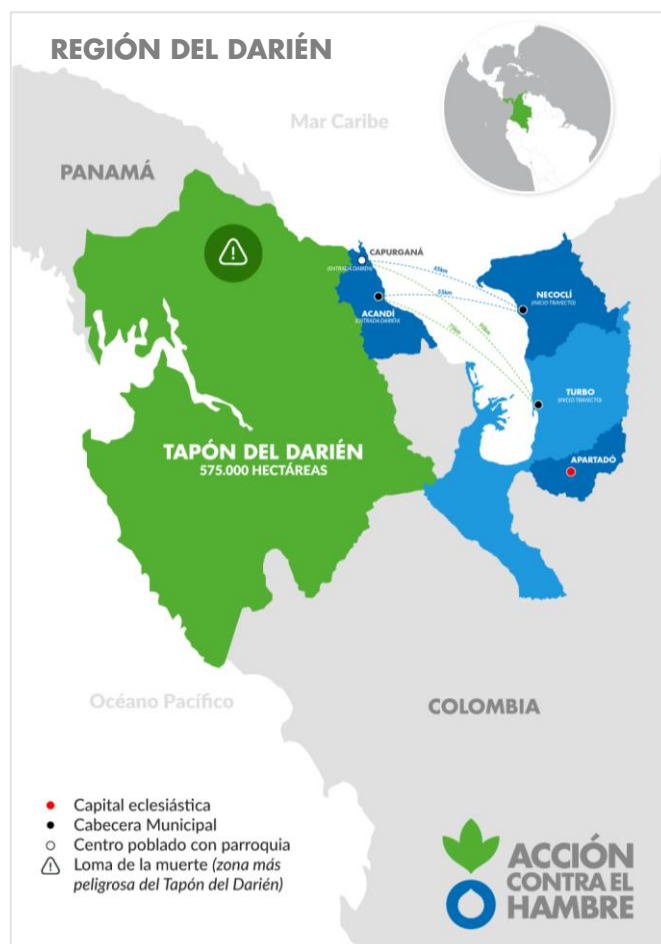 REGIÓN DEL DARIÉN
Mar Caribe
PANAMÁ
CAPURGANÁ
(ENTRADA DARIÉN)
45km
NECOCLÍ
(INICIO TRAYECTO)
55km
ACANDÍ
(ENTRADA DARIÉN)
TURBO
(INICIO TRAYECTO)
TAPÓN DEL DARIÉN
575.000 HECTÁREAS
APARTADÓ
Océano Pacífico
COLOMBIA
Capital eclesiástica
Cabecera Municipal
Centro poblado con parroquia
Loma de la muerte (zona más
peligrosa del Tapón del Darién)
ACCIÓN
CONTRA EL
HAMBRE